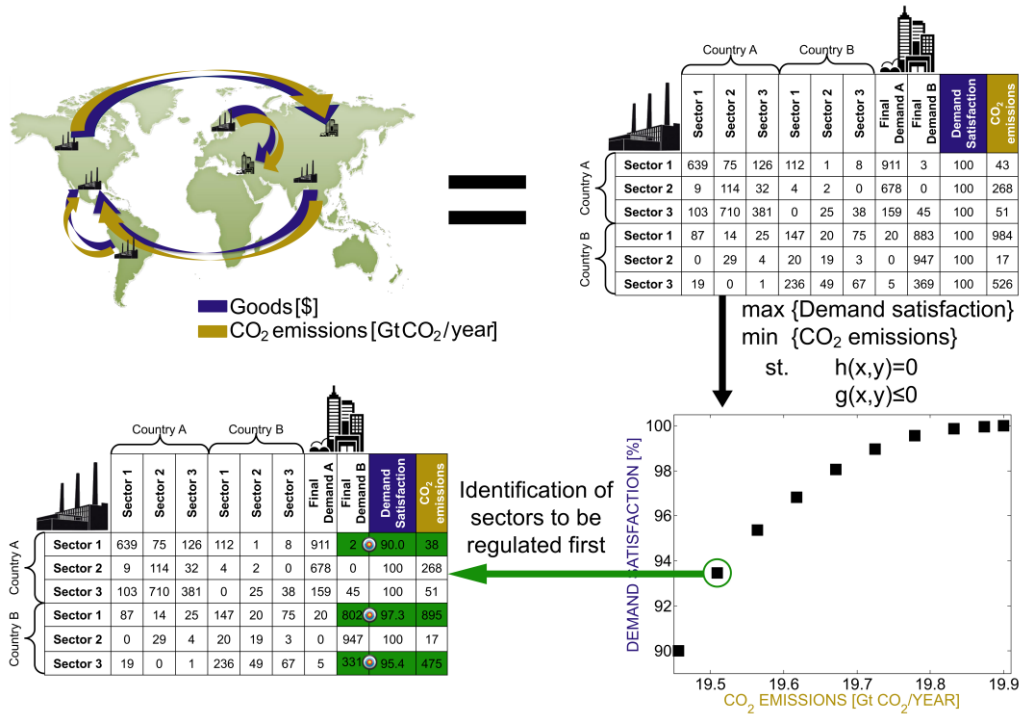 Goods [$]
CO₂ emissions [Gt CO₂/year]
Country A Country B
Sector 1 Sector 2 Sector 3 Sector 1 Sector 2 Sector 3 Final Demand A Final Demand B Demand Satisfaction CO₂ emissions
Country A
Sector 1 639 75 126 112 1 8 911 3 100 43
Sector 2 9 114 32 4 2 0 678 0 100 268
Sector 3 103 710 381 0 25 38 159 45 100 51
Country B
Sector 1 87 14 25 147 20 75 20 883 100 984
Sector 2 0 29 4 20 19 3 0 947 100 17
Sector 3 19 0 1 236 49 67 5 369 100 526
max {Demand satisfaction}
min {CO₂ emissions}
st. h(x,y)=0
g(x,y)≤0
DEMAND SATISFACTION [%]
100
98
96
94
92
90
19.5 19.6 19.7 19.8 19.9
CO₂ EMISSIONS [Gt CO₂/YEAR]
Identification of
sectors to be
regulated first
Country A Country B
Sector 1 Sector 2 Sector 3 Sector 1 Sector 2 Sector 3 Final Demand A Final Demand B Demand Satisfaction CO₂ emissions
Country A
Sector 1 639 75 126 112 1 8 911 2 90.0 38
Sector 2 9 114 32 4 2 0 678 0 100 268
Sector 3 103 710 381 0 25 38 159 45 100 51
Country B
Sector 1 87 14 25 147 20 75 20 802 97.3 895
Sector 2 0 29 4 20 19 3 0 947 100 17
Sector 3 19 0 1 236 49 67 5 331 95.4 475